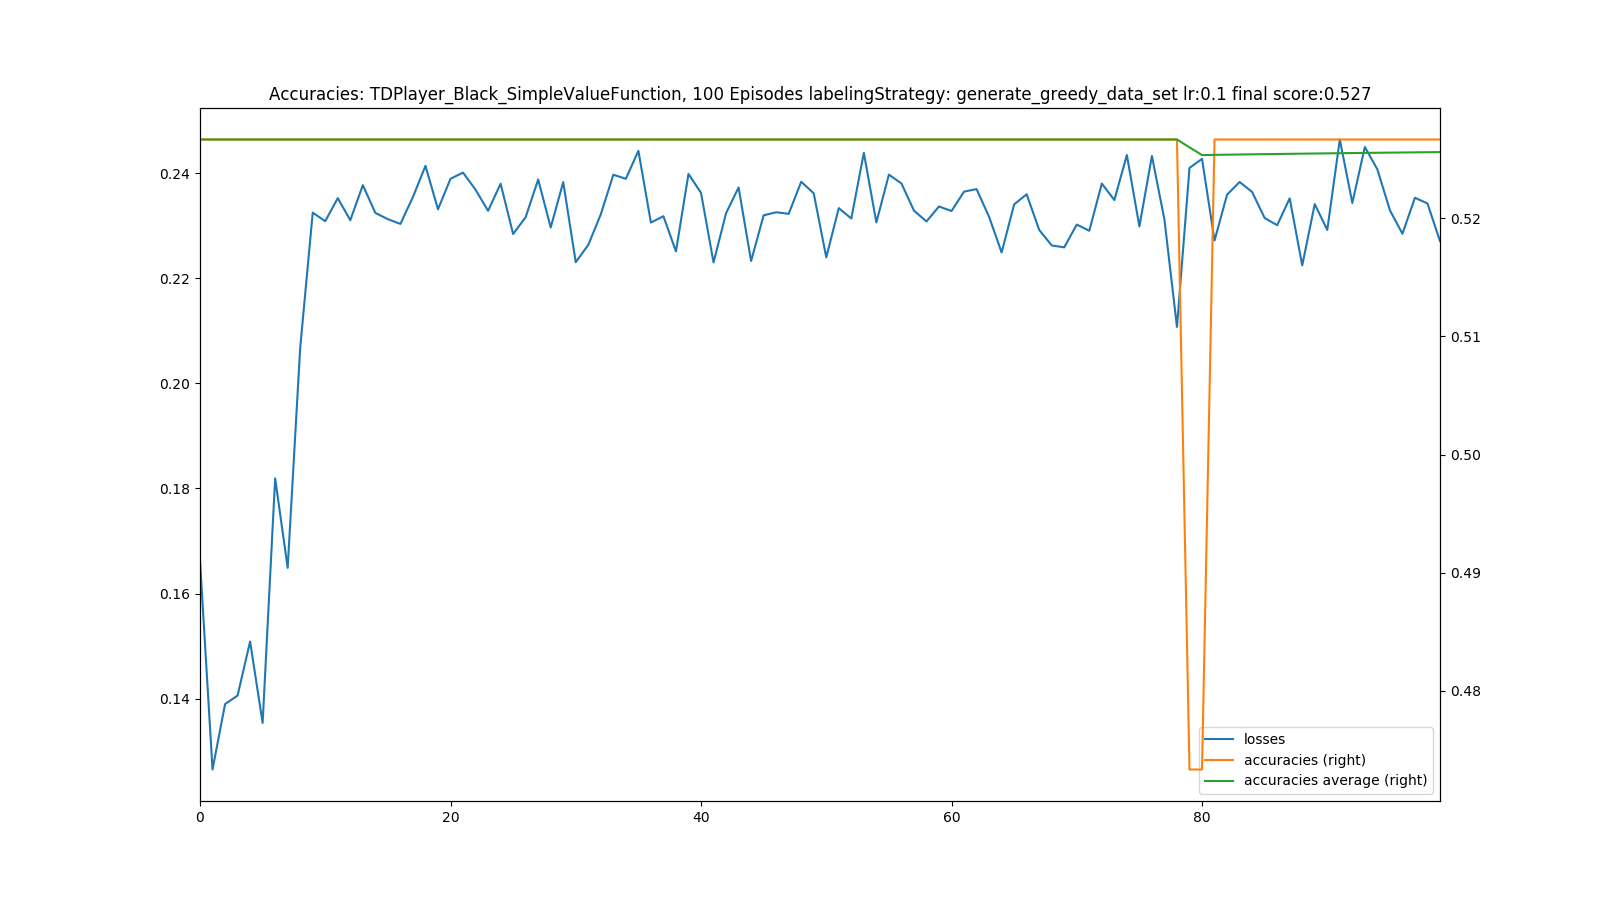 Accuracies: TDPlayer_Black_SimpleValueFunction, 100 Episodes labelingStrategy: generate_greedy_data_set lr:0.1 final score:0.527
0.24
0.22
0.20
0.18
0.16
0.14
0.52
0.51
0.50
0.49
0.48
losses
accuracies (right)
accuracies average (right)
0 20 40 60 80